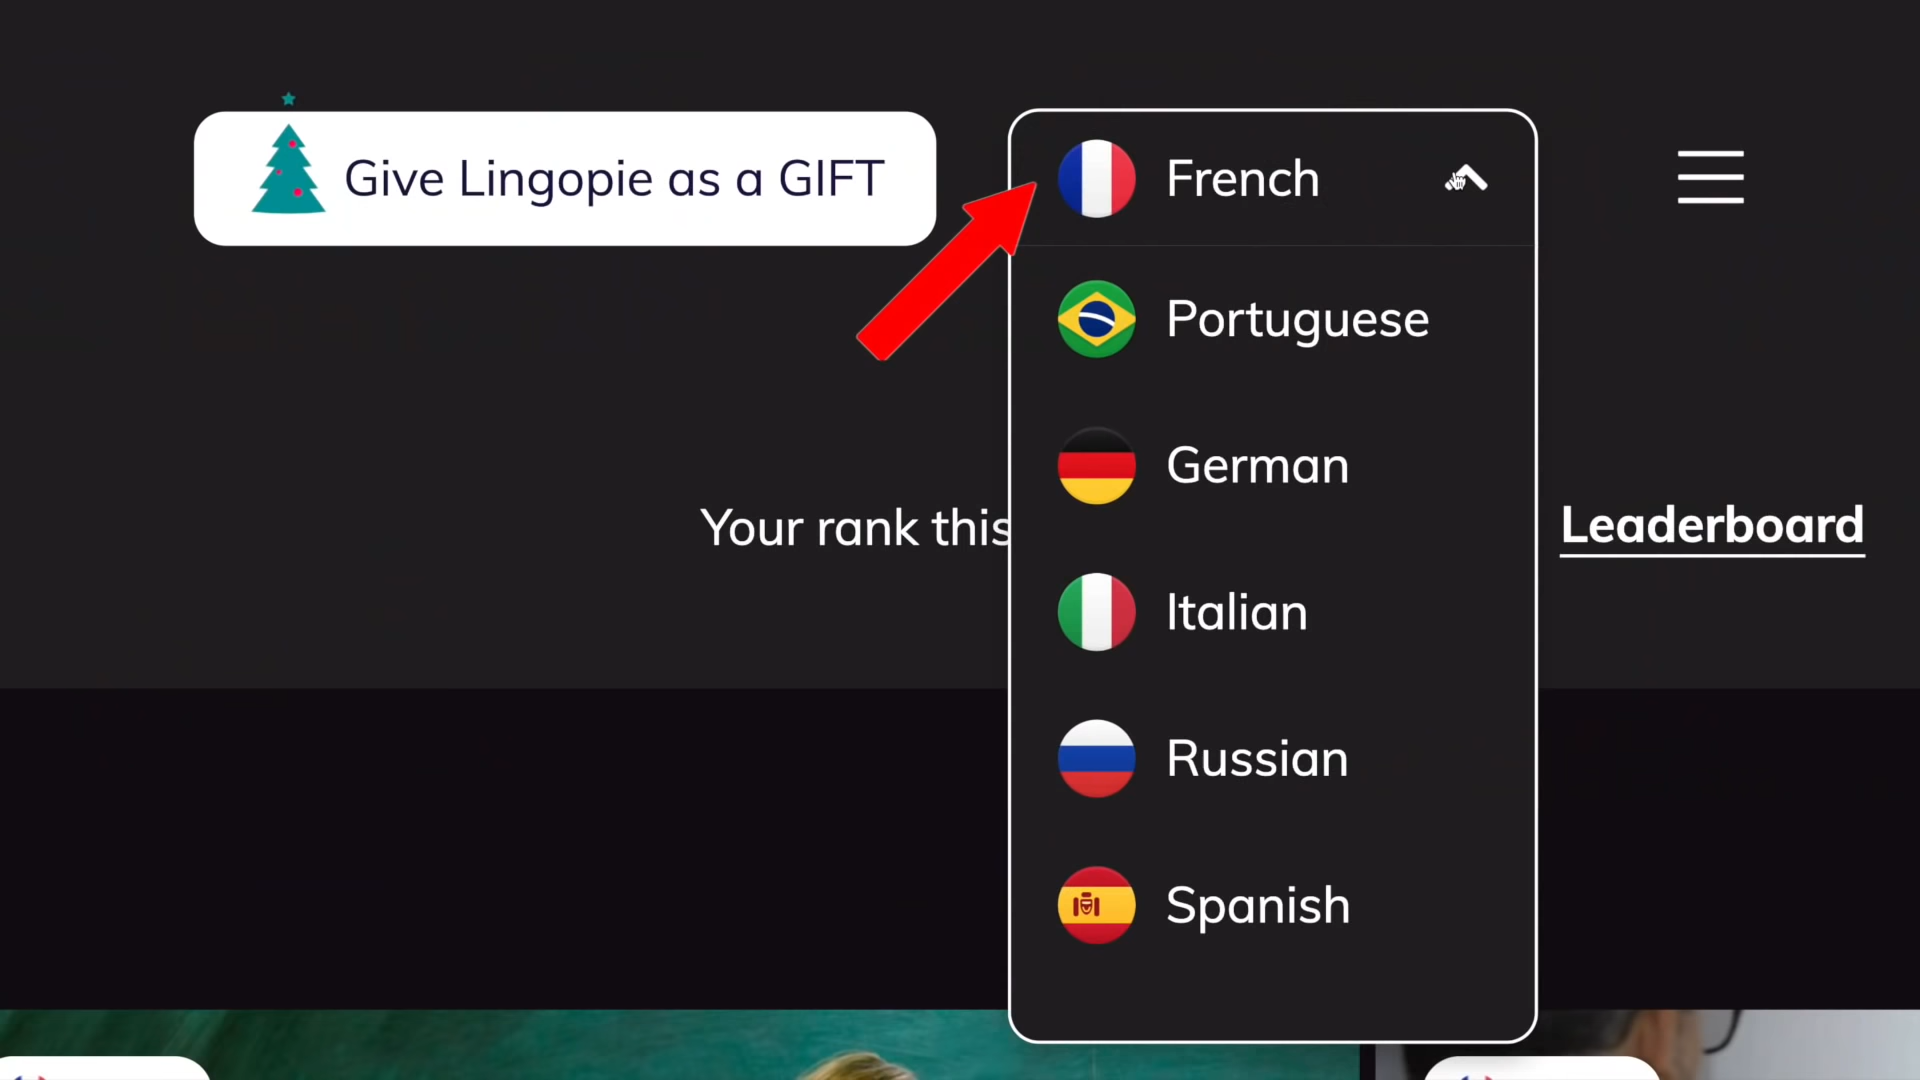 Give Lingopie as a GIFT
French
Portuguese
German
Your rank this
Leaderboard
Italian
Russian
Spanish